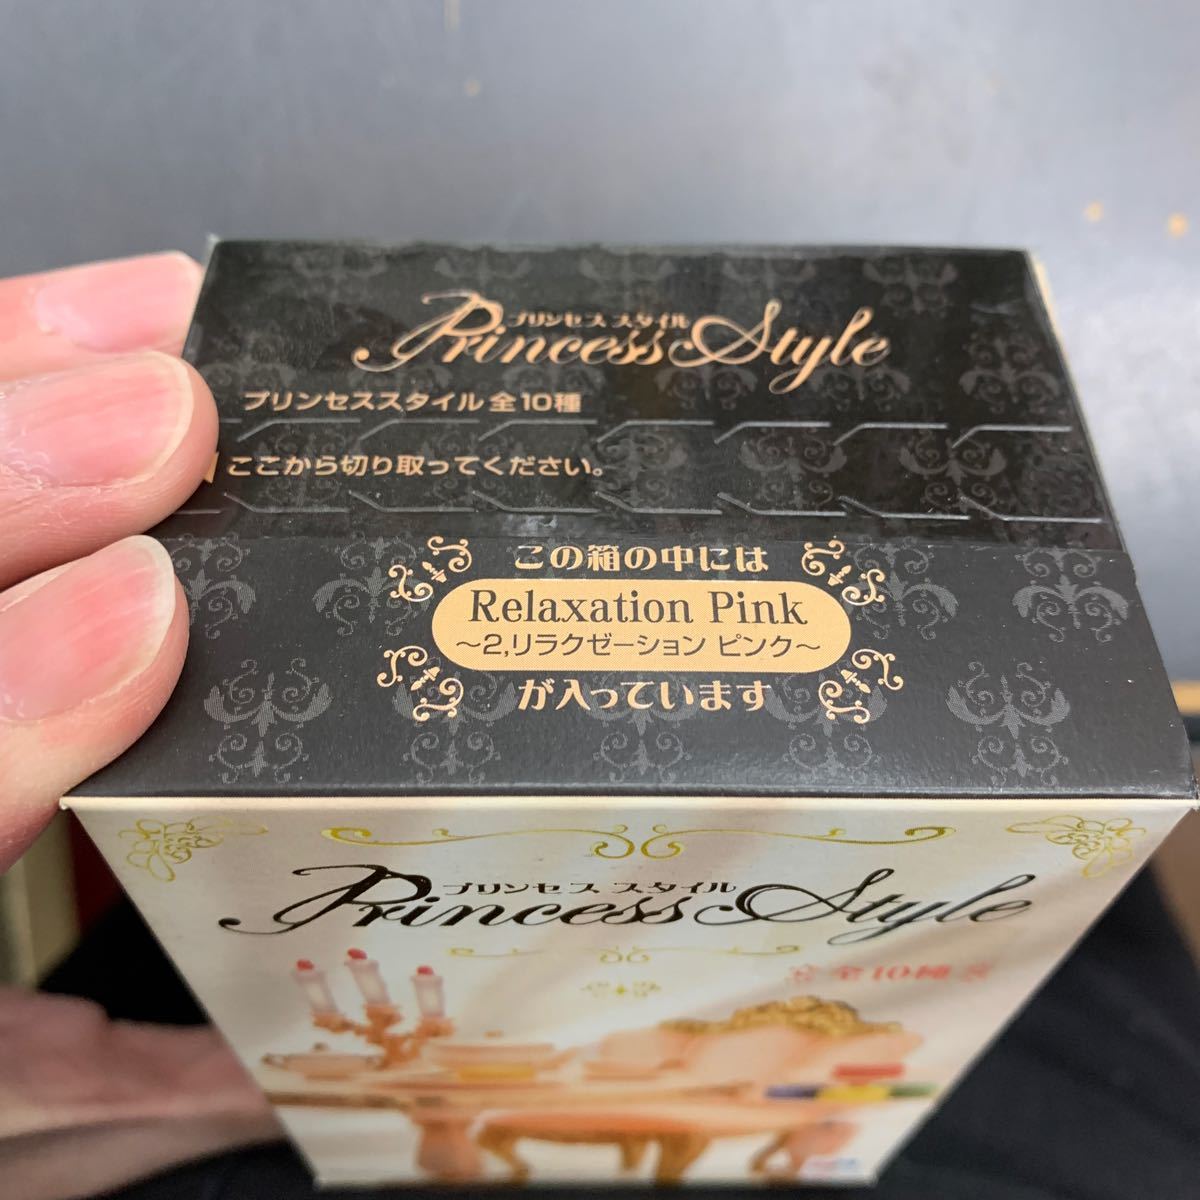 プリンセス スタイル
Princess Style
プリンセススタイル 全10種
ここから切り取ってください。
この箱の中には
Relaxation Pink
~2,リラクゼーション ピンク~
が入っています
プリンセス スタイル
Princess Style
全10種